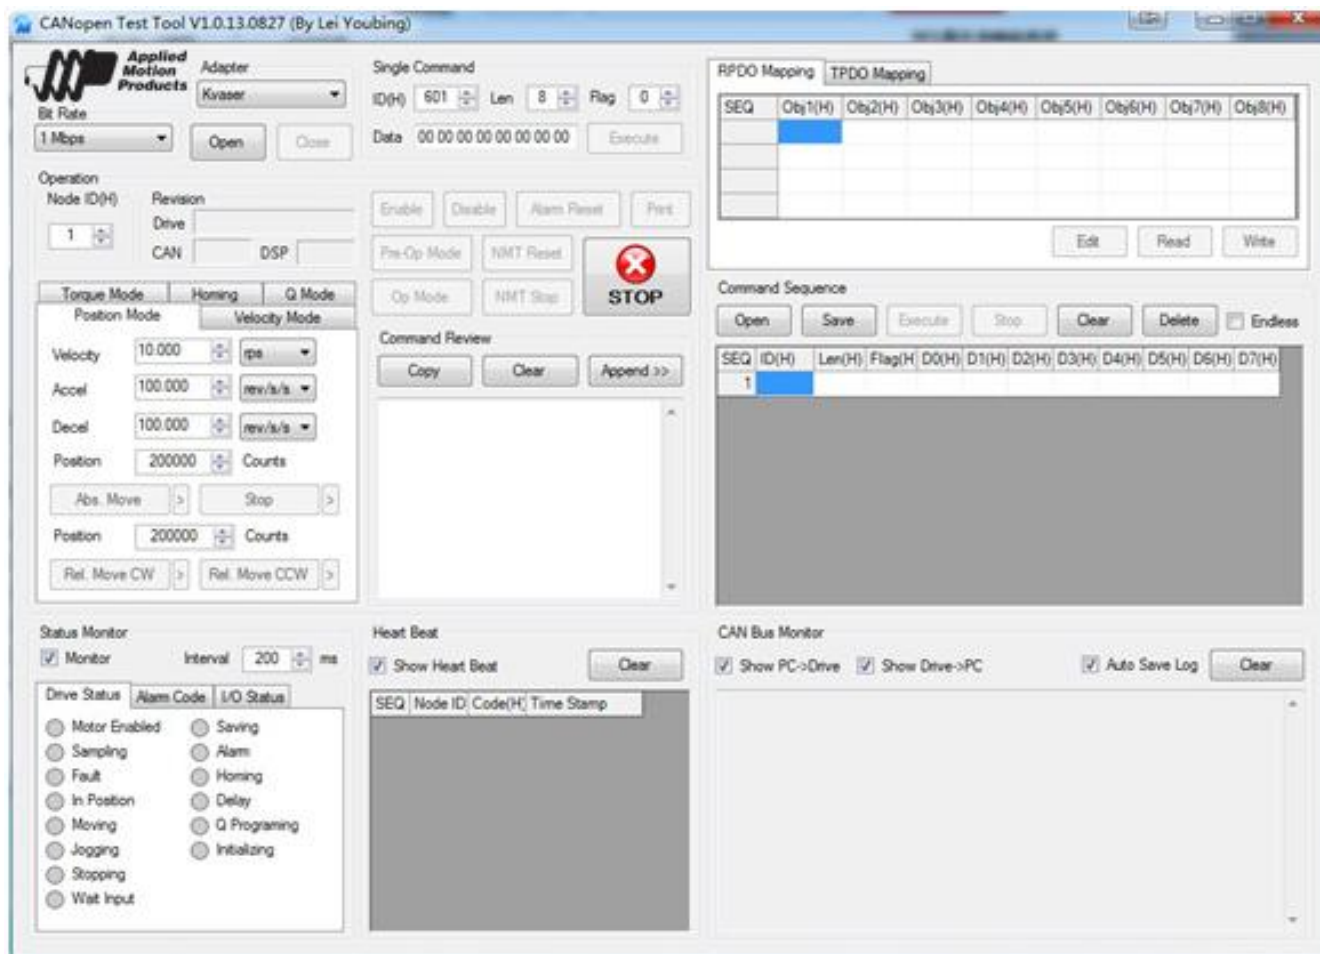 CANopen Test Tool V1.0.13.0827 (By Lei Youbing)
Applied
Motion
Products
Adapter
Kvaser
Bit Rate
1 Mbps
Open
Close
Single Command
ID(H) 601 Len 8 Flag 0
Data 00 00 00 00 00 00 00 00 Execute
Operation
Node ID(H)
1
Revision
Drive
CAN DSP
Enable Disable Alarm Reset Print
Pre-Op Mode NMT Reset
Op Mode NMT Stop
STOP
Torque Mode Homing Q Mode
Position Mode Velocity Mode
Velocity 10.000 rps
Accel 100.000 rev/s/s
Decel 100.000 rev/s/s
Position 200000 Counts
Abs. Move > Stop >
Position 200000 Counts
Rel. Move CW > Rel. Move CCW >
Command Review
Copy Clear Append >>
RPDO Mapping TPDO Mapping
SEQ Obj1(H) Obj2(H) Obj3(H) Obj4(H) Obj5(H) Obj6(H) Obj7(H) Obj8(H)
Edit Read Write
Command Sequence
Open Save Execute Stop Clear Delete Endless
SEQ ID(H) Len(H) Flag(H D0(H) D1(H) D2(H) D3(H) D4(H) D5(H) D6(H) D7(H)
1
Status Monitor
Monitor Interval 200 ms
Drive Status Alarm Code I/O Status
Motor Enabled Saving
Sampling Alarm
Fault Homing
In Position Delay
Moving Q Programing
Jogging Initializing
Stopping
Wait Input
Heart Beat
Show Heart Beat Clear
SEQ Node ID Code(H) Time Stamp
CAN Bus Monitor
Show PC->Drive Show Drive->PC Auto Save Log Clear